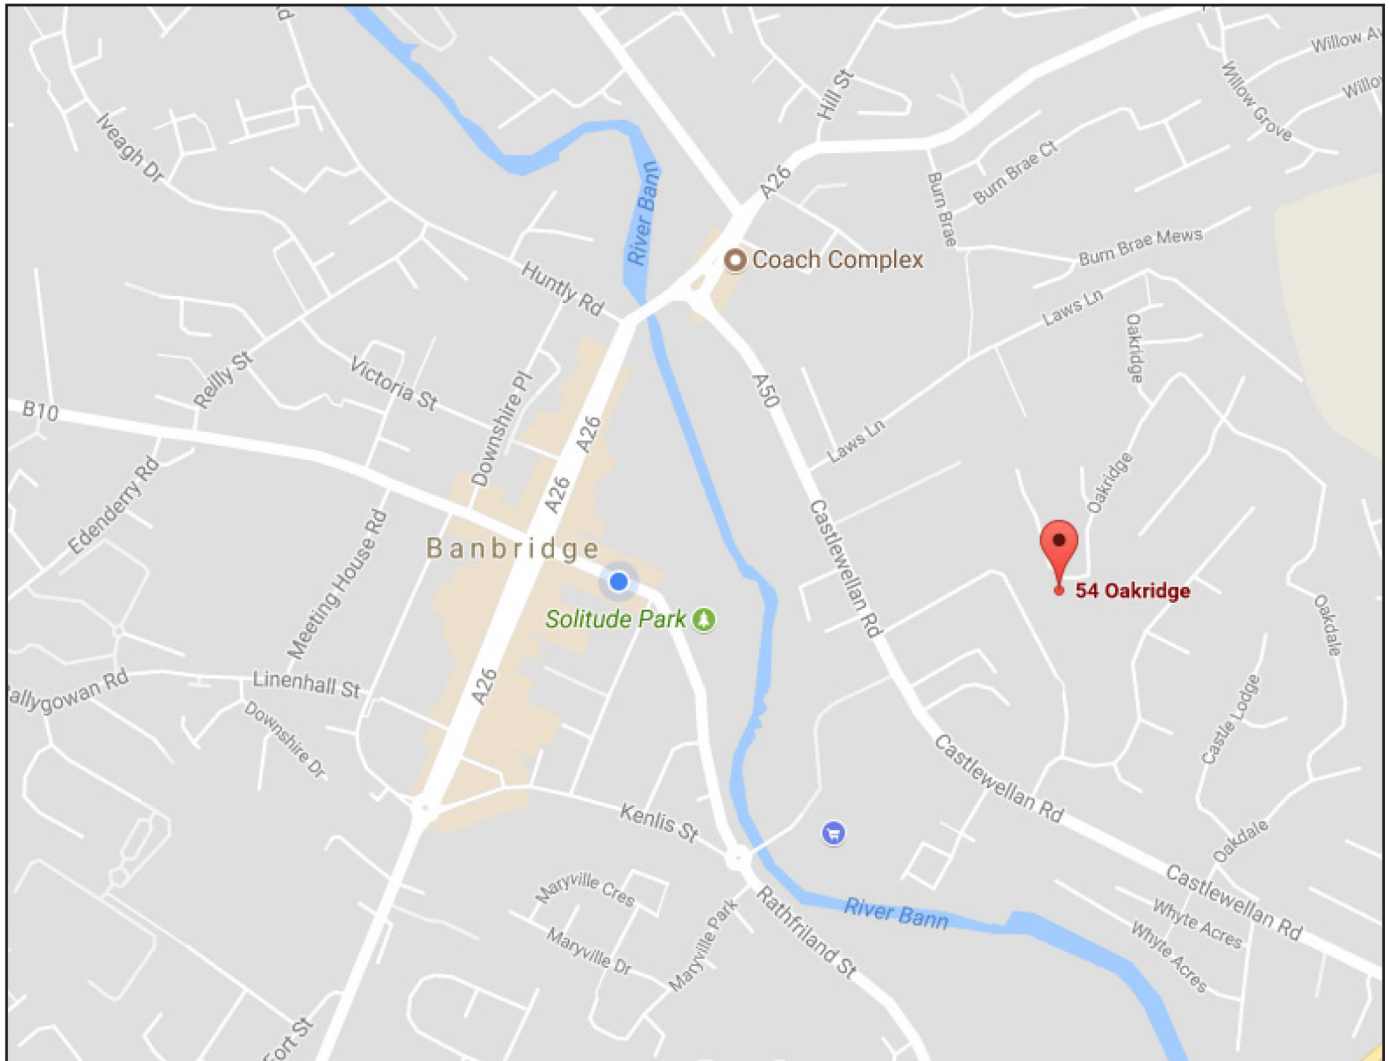 Rd
Iveagh Dr
River Bann
Hill St
A26
Willow Grove
Willow
Burn Brae Ct
Burn Brae
Burn Brae Mews
Coach Complex
Huntly Rd
Laws Ln
Oakridge
Reilly St
Victoria St
Downshire Pl
A50
B10
A26
Laws Ln
Oakridge
Edenderry Rd
A26
Castlewellan Rd
Meeting House Rd
Banbridge
54 Oakridge
Solitude Park
Oakdale
allygowan Rd
Linenhall St
A26
Downshire Dr
Castle Lodge
Castlewellan Rd
Kenlis St
Oakdale
Maryville Cres
Castlewellan Rd
Rathfriland St
River Bann
Whyte Acres
Maryville Park
Maryville Dr
Whyte Acres
Fort St